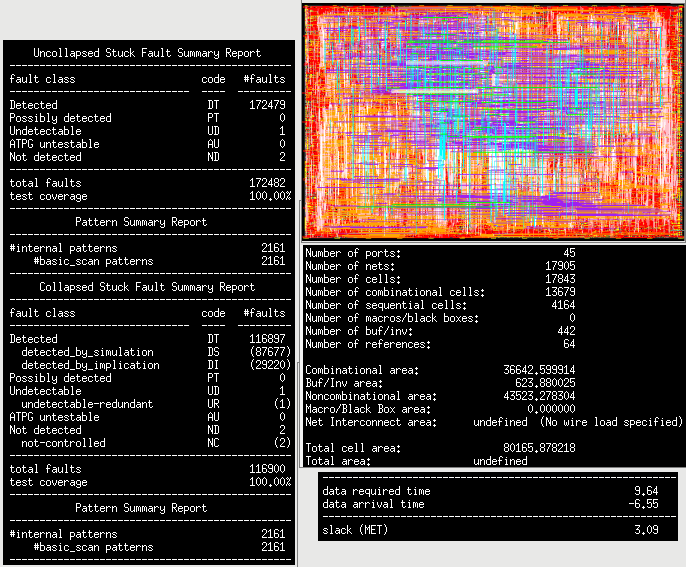 Uncollapsed Stuck Fault Summary Report
fault class code #faults
Detected DT 172479
Possibly detected PT 0
Undetectable UD 1
ATPG untestable AU 0
Not detected ND 2
total faults 172482
test coverage 100.00%
Pattern Summary Report
#internal patterns 2161
#basic_scan patterns 2161
Collapsed Stuck Fault Summary Report
fault class code #faults
Detected DT 116897
detected_by_simulation DS (87677)
detected_by_implication DI (29220)
Possibly detected PT 0
Undetectable UD 1
undetectable-redundant UR (1)
ATPG untestable AU 0
Not detected ND 2
not-controlled NC (2)
total faults 116900
test coverage 100.00%
Pattern Summary Report
#internal patterns 2161
#basic_scan patterns 2161
Number of ports: 45
Number of nets: 17905
Number of cells: 17843
Number of combinational cells: 13679
Number of sequential cells: 4164
Number of macros/black boxes: 0
Number of buf/inv: 442
Number of references: 64
Combinational area: 36642.599914
Buf/Inv area: 623.880025
Noncombinational area: 43523.278304
Macro/Black Box area: 0.000000
Net Interconnect area: undefined (No wire load specified)
Total cell area: 80165.878218
Total area: undefined
data required time 9.64
data arrival time -6.55
slack (MET) 3.09